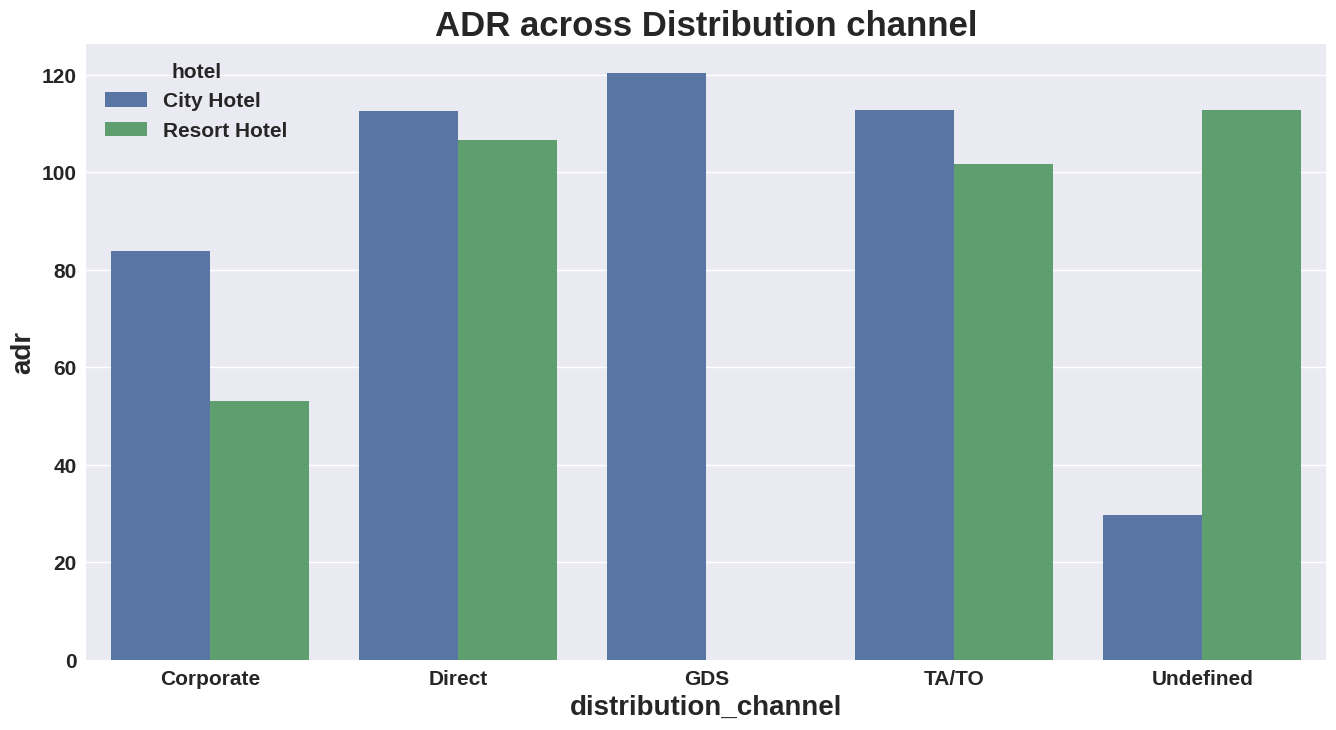 ADR across Distribution channel
hotel
City Hotel
Resort Hotel
120
100
80
60
40
20
0
adr
Corporate Direct GDS TA/TO Undefined
distribution_channel